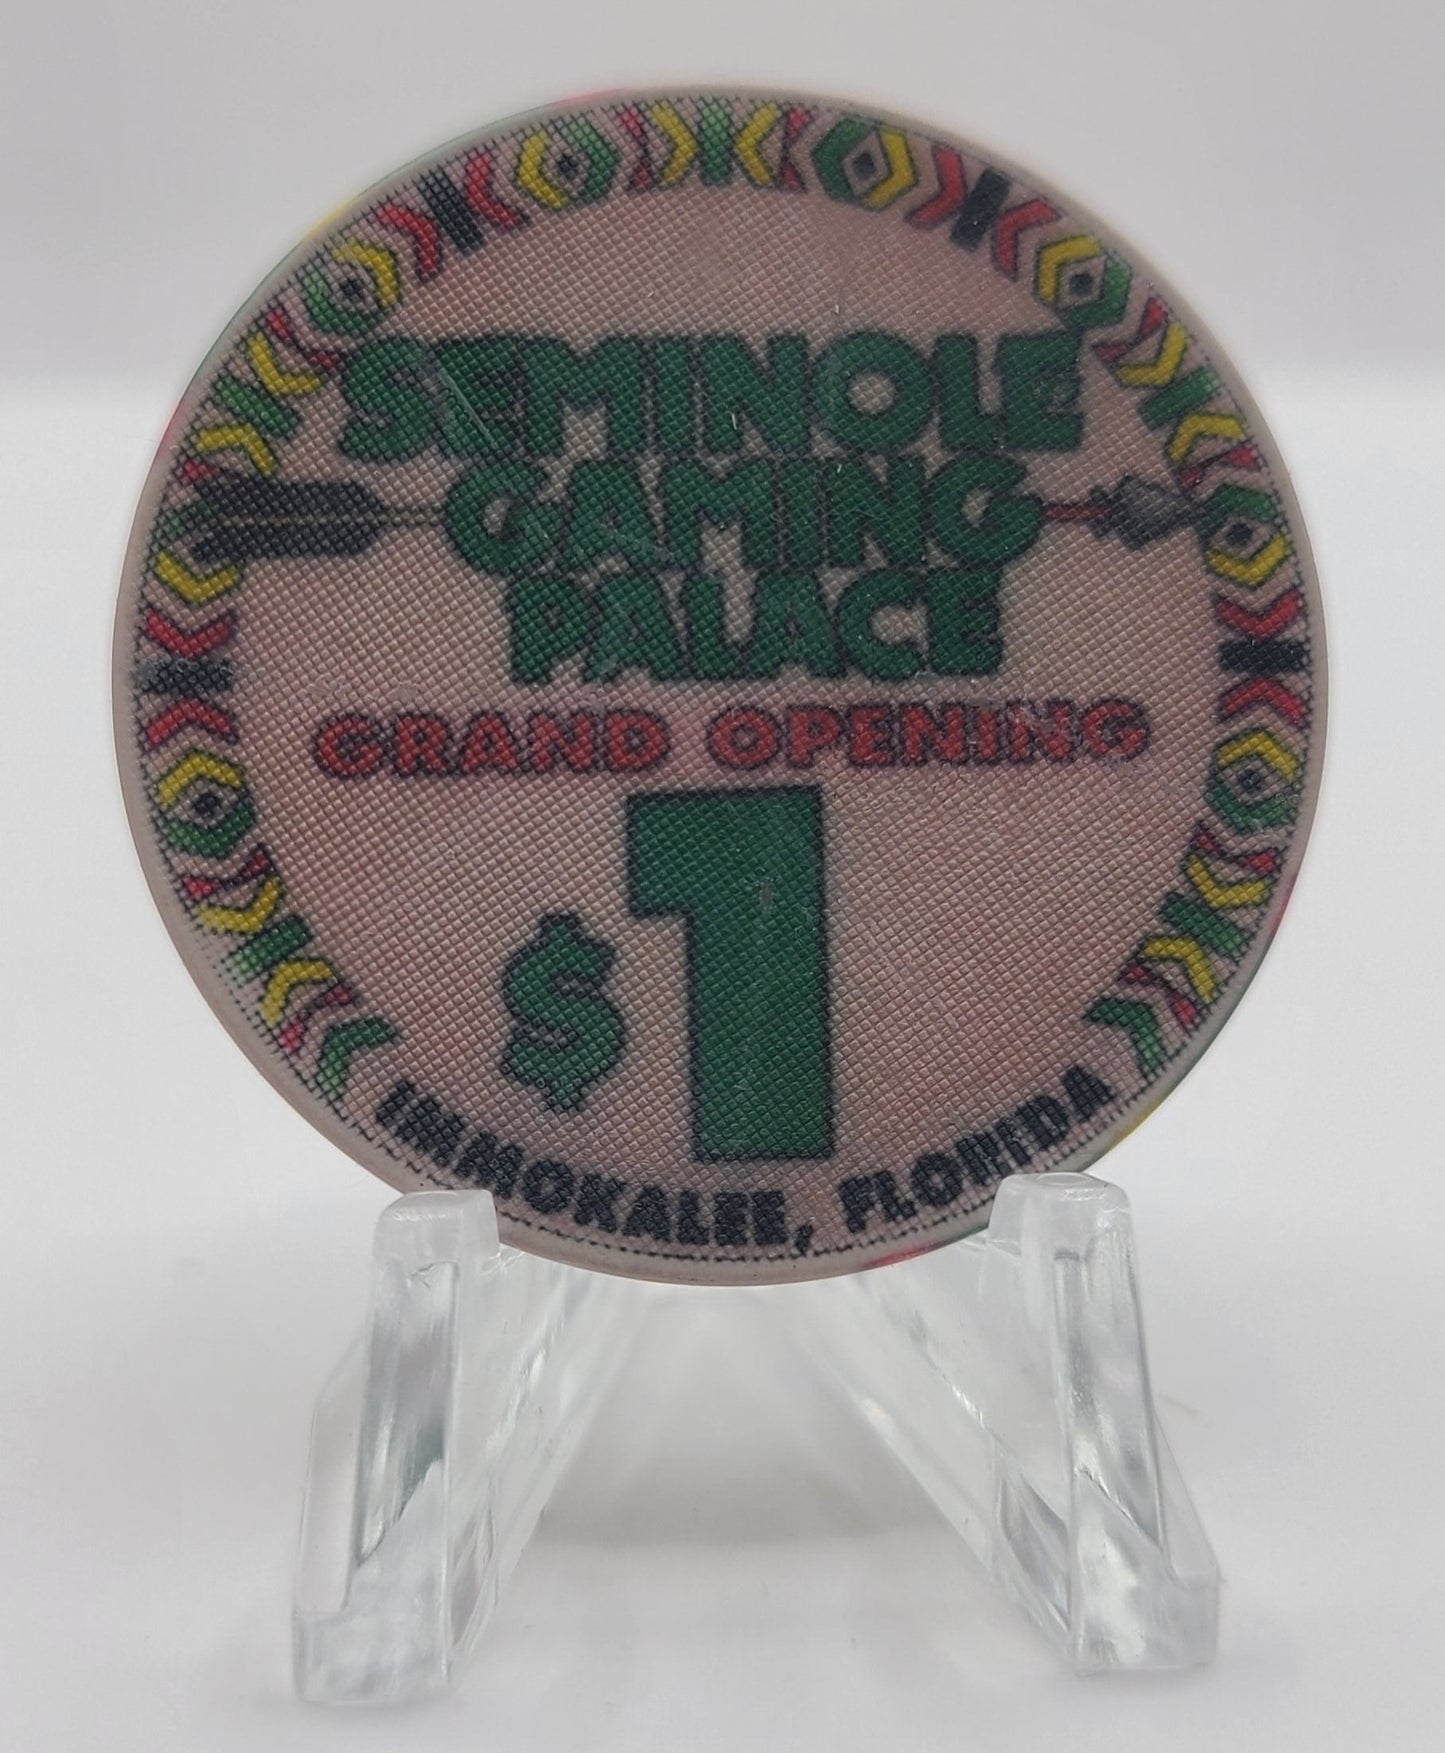 SEMINOLE
GAMING
PALACE
GRAND OPENING
$1
IMMOKALEE, FLORIDA